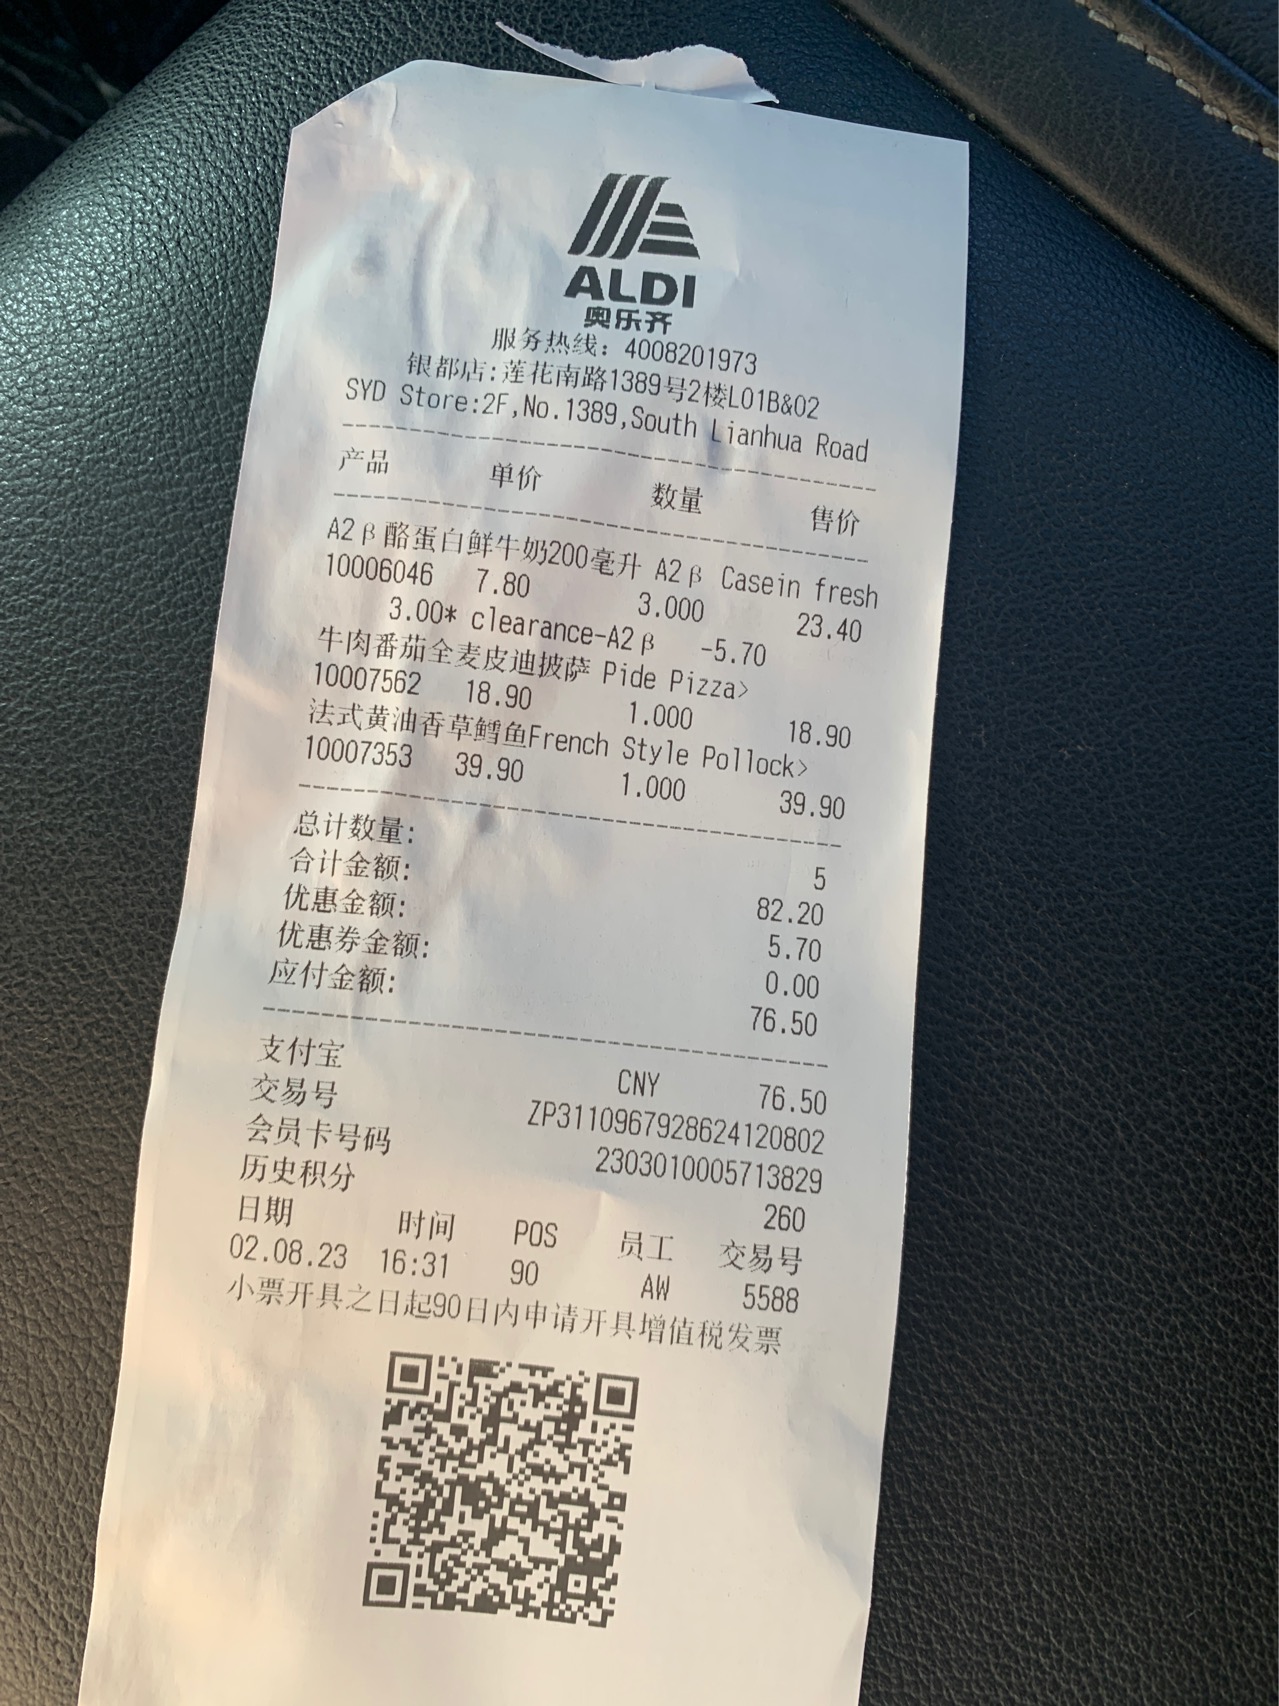 ALDI
奥乐齐
服务热线: 4008201973
银都店:莲花南路1389号2楼L01B&02
SYD Store:2F,No.1389,South Lianhua Road
产品 单价 数量 售价
A2β酪蛋白鲜牛奶200毫升 A2β Casein fresh
10006046 7.80 3.000 23.40
3.00* clearance-A2β -5.70
牛肉番茄全麦皮迪披萨 Pide Pizza>
10007562 18.90 1.000 18.90
法式黄油香草鳕鱼French Style Pollock>
10007353 39.90 1.000 39.90
总计数量: 5
合计金额: 82.20
优惠金额: 5.70
优惠券金额: 0.00
应付金额: 76.50
支付宝 CNY 76.50
交易号 ZP3110967928624120802
会员卡号码 2303010005713829
历史积分 260
日期 时间 POS 员工 交易号
02.08.23 16:31 90 AW 5588
小票开具之日起90日内申请开具增值税发票